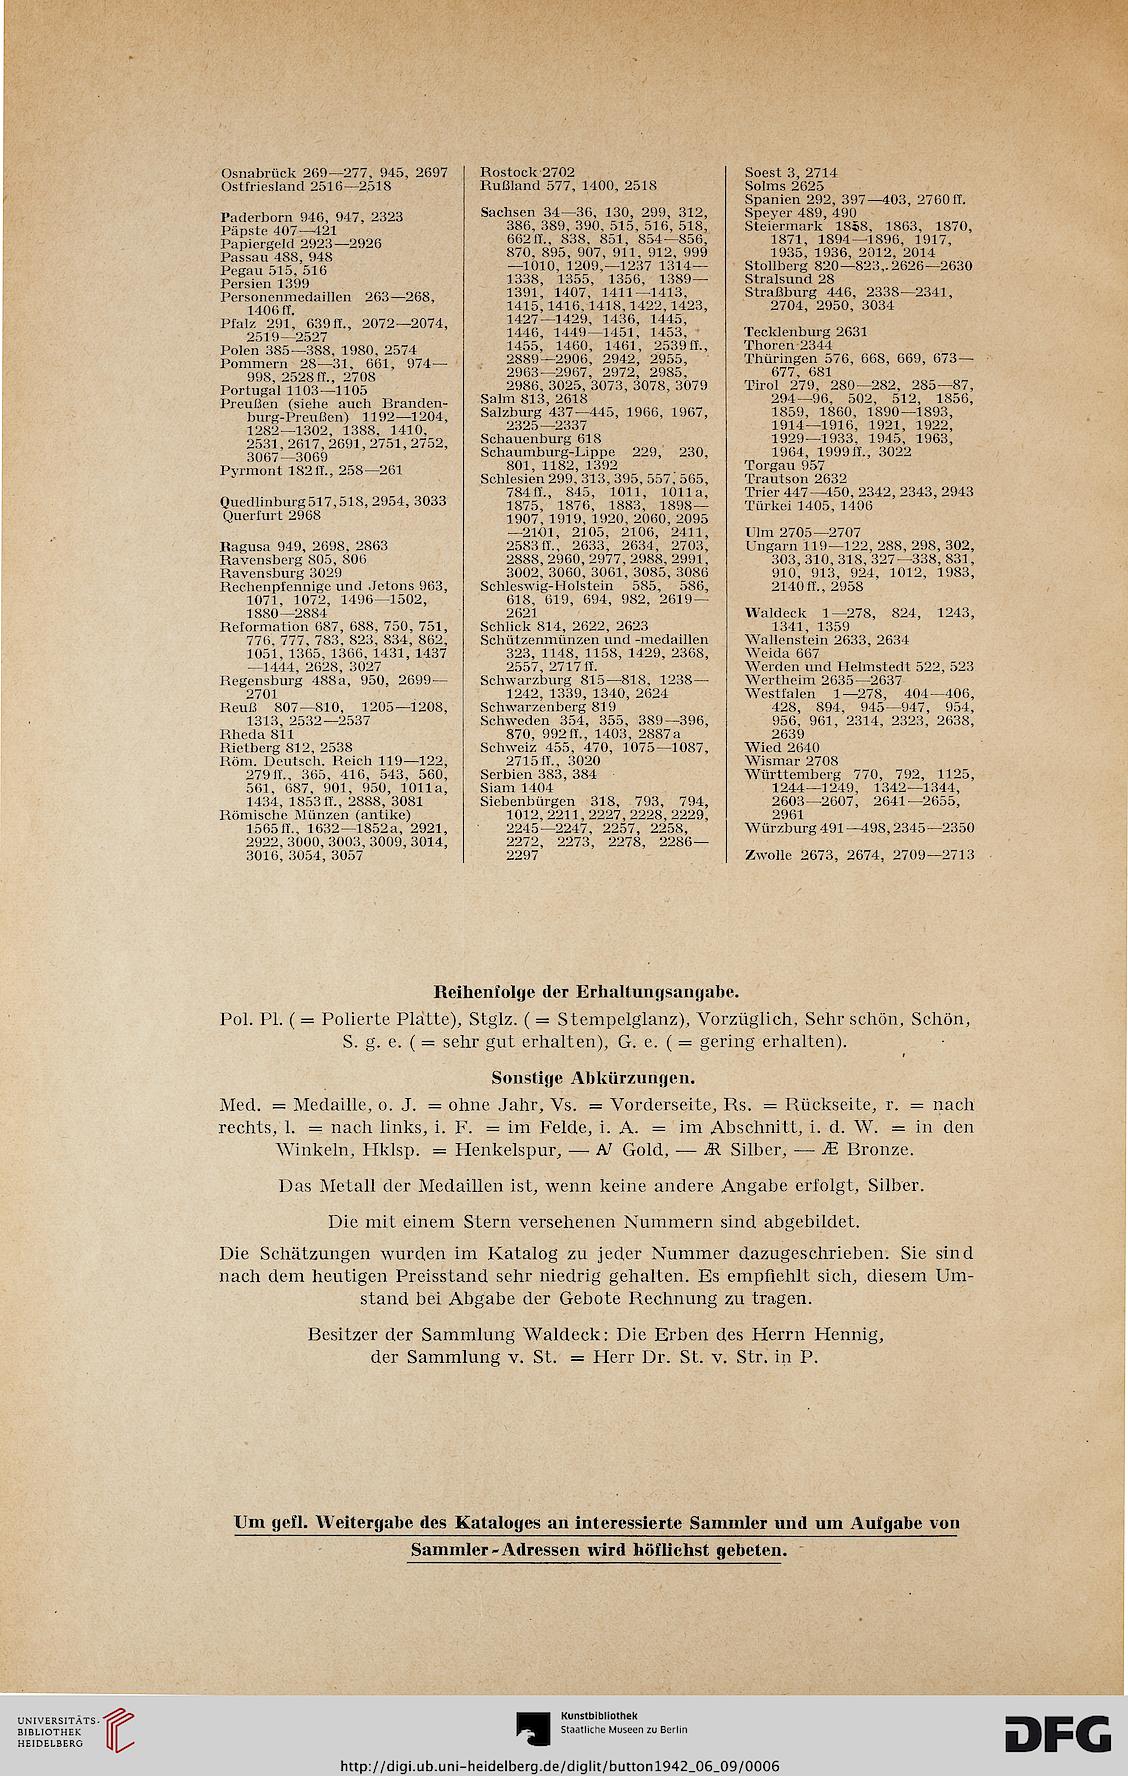 Osnabrück 269—277, 945, 2697
Ostfriesland 2516—2518
Paderborn 946, 947, 2323
Päpste 407—421
Papiergeld 2923—2926
Passau 488, 948
Pegau 515, 516
Persien 1399
Personenmedaillen 263—268,
1406 ff.
Pfalz 291, 639 ff., 2072—2074,
2519—2527
Polen 385—388, 1980, 2574
Pommern 28—31, 661, 974—
998, 2528 ff., 2708
Portugal 1103—1105
Preußen (siehe auch Branden-
burg-Preußen) 1192—1204,
1282—1302, 1388, 1410,
2531, 2617, 2691, 2751, 2752,
3067—3069
Pyrmont 182 ff., 258—261
Quedlinburg 517, 518, 2954, 3033
Querfurt 2968
Ragusa 949, 2698, 2863
Ravensberg 805, 806
Ravensburg 3029
Rechenpfennige und Jetons 963,
1071, 1072, 1496—1502,
1880—2884
Reformation 687, 688, 750, 751,
776, 777, 783, 823, 834, 862,
1051, 1365, 1366, 1431, 1437
—1444, 2628, 3027
Regensburg 488a, 950, 2699—
2701
Reuß 807—810, 1205—1208,
1313, 2532—2537
Rheda 811
Rietberg 812, 2538
Röm. Deutsch. Reich 119—122,
279 ff., 365, 416, 543, 560,
561, 687, 901, 950, 1011a,
1434, 1853 ff., 2888, 3081
Römische Münzen (antike)
1565 ff., 1632—1852a, 2921,
2922, 3000, 3003, 3009, 3014,
3016, 3054, 3057
Rostock 2702
Rußland 577, 1400, 2518
Sachsen 34—36, 130, 299, 312,
386, 389, 390, 515, 516, 518,
662 ff., 838, 851, 854—856,
870, 895, 907, 911, 912, 999
—1010, 1209,—1237 1314—
1338, 1355, 1356, 1389—
1391, 1407, 1411—1413,
1415, 1416, 1418, 1422, 1423,
1427—1429, 1436, 1445,
1446, 1449—1451, 1453,
1455, 1460, 1461, 2539 ff.,
2889—2906, 2942, 2955,
2963—2967, 2972, 2985,
2986, 3025, 3073, 3078, 3079
Salm 813, 2618
Salzburg 437—445, 1966, 1967,
2325—2337
Schauenburg 618
Schaumburg-Lippe 229, 230,
801, 1182, 1392
Schlesien 299, 313, 395, 557, 565,
784 ff., 845, 1011, 1011a,
1875, 1876, 1883, 1898—
1907, 1919, 1920, 2060, 2095
—2101, 2105, 2106, 2411,
2583 ff., 2633, 2634, 2703,
2888, 2960, 2977, 2988, 2991,
3002, 3060, 3061, 3085, 3086
Schleswig-Holstein 585, 586,
618, 619, 694, 982, 2619—
2621
Schlick 814, 2622, 2623
Schützenmünzen und -medaillen
323, 1148, 1158, 1429, 2368,
2557, 2717 ff.
Schwarzburg 815—818, 1238—
1242, 1339, 1340, 2624
Schwarzenberg 819
Schweden 354, 355, 389—396,
870, 992 ff., 1403, 2887a
Schweiz 455, 470, 1075—1087,
2715 ff., 3020
Serbien 383, 384
Siam 1404
Siebenbürgen 318, 793, 794,
1012, 2211, 2227, 2228, 2229,
2245—2247, 2257, 2258,
2272, 2273, 2278, 2286—
2297
Soest 3, 2714
Solms 2625
Spanien 292, 397—403, 2760 ff.
Speyer 489, 490
Steiermark 1858, 1863, 1870,
1871, 1894—1896, 1917,
1935, 1936, 2012, 2014
Stollberg 820—823, 2626—2630
Stralsund 28
Straßburg 446, 2338—2341,
2704, 2950, 3034
Tecklenburg 2631
Thoren 2344
Thüringen 576, 668, 669, 673—
677, 681
Tirol 279, 280—282, 285—87,
294—96, 502, 512, 1856,
1859, 1860, 1890—1893,
1914—1916, 1921, 1922,
1929—1933, 1945, 1963,
1964, 1999 ff., 3022
Torgau 957
Trautson 2632
Trier 447—450, 2342, 2343, 2943
Türkei 1405, 1406
Ulm 2705—2707
Ungarn 119—122, 288, 298, 302,
303, 310, 318, 327—338, 831,
910, 913, 924, 1012, 1983,
2140 ff., 2958
Waldeck 1—278, 824, 1243,
1341, 1359
Wallenstein 2633, 2634
Weida 667
Werden und Helmstedt 522, 523
Wertheim 2635—2637
Westfalen 1—278, 404—406,
428, 894, 945—947, 954,
956, 961, 2314, 2323, 2638,
2639
Wied 2640
Wismar 2708
Württemberg 770, 792, 1125,
1244—1249, 1342—1344,
2603—2607, 2641—2655,
2961
Würzburg 491—498, 2345—2350
Zwolle 2673, 2674, 2709—2713
Reihenfolge der Erhaltungsangabe.
Pol. Pl. (= Polierte Platte), Stglz. (= Stempelglanz), Vorzüglich, Sehr schön, Schön,
S. g. e. (= sehr gut erhalten), G. e. (= gering erhalten).
Sonstige Abkürzungen.
Med. = Medaille, o. J. = ohne Jahr, Vs. = Vorderseite, Rs. = Rückseite, r. = nach
rechts, l. = nach links, i. F. = im Felde, i. A. = im Abschnitt, i. d. W. = in den
Winkeln, Hklsp. = Henkelspur, — AV Gold, — AR Silber, — Æ Bronze.
Das Metall der Medaillen ist, wenn keine andere Angabe erfolgt, Silber.
Die mit einem Stern versehenen Nummern sind abgebildet.
Die Schätzungen wurden im Katalog zu jeder Nummer dazugeschrieben. Sie sind
nach dem heutigen Preisstand sehr niedrig gehalten. Es empfiehlt sich, diesem Um-
stand bei Abgabe der Gebote Rechnung zu tragen.
Besitzer der Sammlung Waldeck: Die Erben des Herrn Hennig,
der Sammlung v. St. = Herr Dr. St. v. Str. in P.
Um gefl. Weitergabe des Kataloges an interessierte Sammler und um Aufgabe von
Sammler-Adressen wird höflichst gebeten.
UNIVERSITÄTS-
BIBLIOTHEK
HEIDELBERG
Kunstbibliothek
Staatliche Museen zu Berlin
DFG
http://digi.ub.uni-heidelberg.de/diglit/button1942_06_09/0006